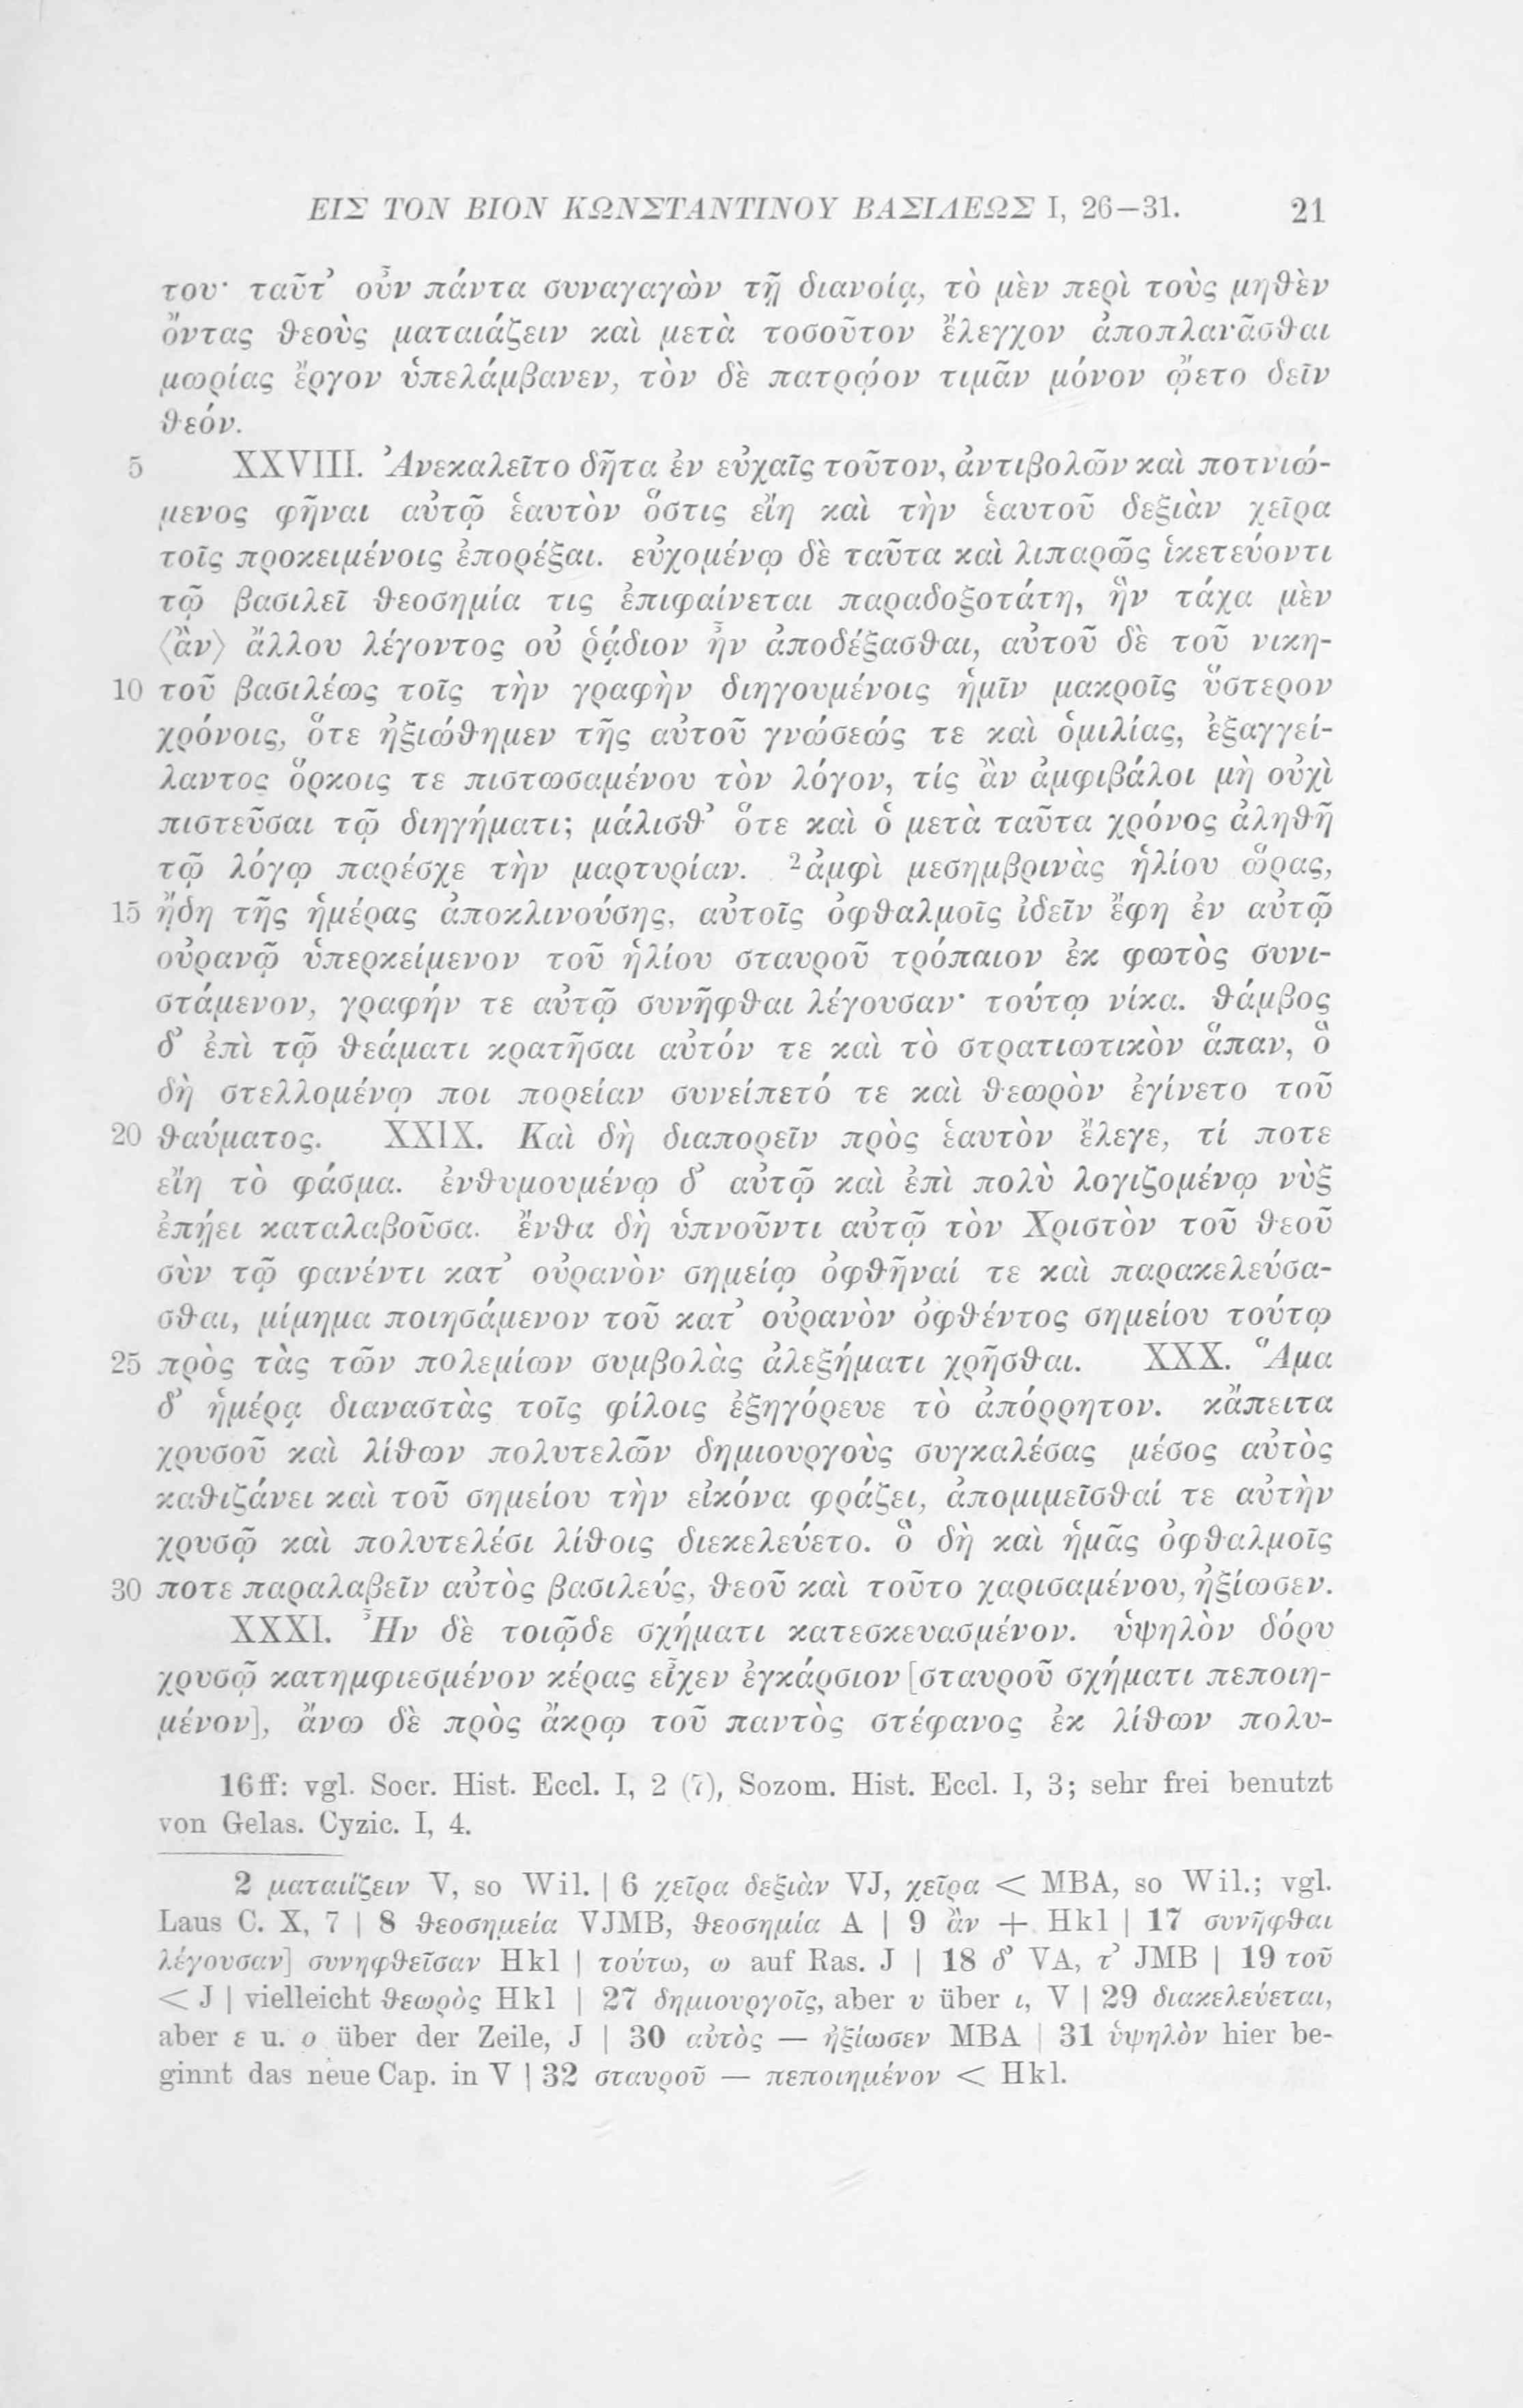 ΕΙΣ ΤΟΝ ΒΙΟΝ ΚΩΝΣΤΑΝΤΙΝΟΥ ΒΑΣΙΛΕΩΣ I, 26—31. 21
του· ταῦτ’ οὖν πάντα συναγαγὼν τῇ διανοίᾳ, τὸ μὲν περὶ τοὺς μηθὲν
ὄντας θεοὺς ματαιάζειν καὶ μετὰ τοσοῦτον ἔλεγχον ἀποπλανᾶσθαι
μωρίας ἔργον ὑπελάμβανεν, τὸν δὲ πατρῷον τιμᾶν μόνον ᾤετο δεῖν
θεόν.
5 XXVIII. Ἀνεκαλεῖτο δῆτα ἐν εὐχαῖς τοῦτον, ἀντιβολῶν καὶ ποτνιώ-
μενος φῆναι αὐτῷ ἑαυτὸν ὅστις εἴη καὶ τὴν ἑαυτοῦ δεξιὰν χεῖρα
τοῖς προκειμένοις ἐπορέξαι. εὐχομένῳ δὲ ταῦτα καὶ λιπαρῶς ἱκετεύοντι
τῷ βασιλεῖ θεοσημία τις ἐπιφαίνεται παραδοξοτάτη, ἣν τάχα μὲν
⟨ἂν⟩ ἄλλου λέγοντος οὐ ῥᾴδιον ἦν ἀποδέξασθαι, αὐτοῦ δὲ τοῦ νικη-
10 τοῦ βασιλέως τοῖς τὴν γραφὴν διηγουμένοις ἡμῖν μακροῖς ὕστερον
χρόνοις, ὅτε ἠξιώθημεν τῆς αὐτοῦ γνώσεώς τε καὶ ὁμιλίας, ἐξαγγεί-
λαντος ὅρκοις τε πιστωσαμένου τὸν λόγον, τίς ἂν ἀμφιβάλοι μὴ οὐχὶ
πιστεῦσαι τῷ διηγήματι; μάλισθ’ ὅτε καὶ ὁ μετὰ ταῦτα χρόνος ἀληθῆ
τῷ λόγῳ παρέσχε τὴν μαρτυρίαν. ²ἀμφὶ μεσημβρινὰς ἡλίου ὥρας,
15 ἤδη τῆς ἡμέρας ἀποκλινούσης, αὐτοῖς ὀφθαλμοῖς ἰδεῖν ἔφη ἐν αὐτῷ
οὐρανῷ ὑπερκείμενον τοῦ ἡλίου σταυροῦ τρόπαιον ἐκ φωτὸς συνι-
στάμενον, γραφήν τε αὐτῷ συνῆφθαι λέγουσαν· τούτῳ νίκα. θάμβος
δ’ ἐπὶ τῷ θεάματι κρατῆσαι αὐτόν τε καὶ τὸ στρατιωτικὸν ἅπαν, ὃ
δὴ στελλομένῳ ποι πορείαν συνείπετό τε καὶ θεωρὸν ἐγίνετο τοῦ
20 θαύματος. XXIX. Καὶ δὴ διαπορεῖν πρὸς ἑαυτὸν ἔλεγε, τί ποτε
εἴη τὸ φάσμα. ἐνθυμουμένῳ δ’ αὐτῷ καὶ ἐπὶ πολὺ λογιζομένῳ νὺξ
ἐπῄει καταλαβοῦσα. ἔνθα δὴ ὑπνοῦντι αὐτῷ τὸν Χριστὸν τοῦ θεοῦ
σὺν τῷ φανέντι κατ’ οὐρανὸν σημείῳ ὀφθῆναί τε καὶ παρακελεύσα-
σθαι, μίμημα ποιησάμενον τοῦ κατ’ οὐρανὸν ὀφθέντος σημείου τούτῳ
25 πρὸς τὰς τῶν πολεμίων συμβολὰς ἀλεξήματι χρῆσθαι. XXX. Ἅμα
δ’ ἡμέρᾳ διαναστὰς τοῖς φίλοις ἐξηγόρευε τὸ ἀπόρρητον. κἄπειτα
χρυσοῦ καὶ λίθων πολυτελῶν δημιουργοὺς συγκαλέσας μέσος αὐτὸς
καθιζάνει καὶ τοῦ σημείου τὴν εἰκόνα φράζει, ἀπομιμεῖσθαί τε αὐτὴν
χρυσῷ καὶ πολυτελέσι λίθοις διεκελεύετο. ὃ δὴ καὶ ἡμᾶς ὀφθαλμοῖς
30 ποτε παραλαβεῖν αὐτὸς βασιλεύς, θεοῦ καὶ τοῦτο χαρισαμένου, ἠξίωσεν.
XXXI. Ἦν δὲ τοιῷδε σχήματι κατεσκευασμένον. ὑψηλὸν δόρυ
χρυσῷ κατημφιεσμένον κέρας εἶχεν ἐγκάρσιον [σταυροῦ σχήματι πεποιη-
μένον], ἄνω δὲ πρὸς ἄκρῳ τοῦ παντὸς στέφανος ἐκ λίθων πολυ-
16 ff: vgl. Socr. Hist. Eccl. I, 2 (7), Sozom. Hist. Eccl. I, 3; sehr frei benutzt
von Gelas. Cyzic. I, 4.
2 ματαιίζειν V, so Wil. | 6 χεῖρα δεξιὰν VJ, χεῖρα < MBA, so Wil.; vgl.
Laus C. X, 7 | 8 θεοσημεία VJMB, θεοσημία A | 9 ἂν + Hkl | 17 συνῆφθαι
λέγουσαν] συνηφθεῖσαν Hkl | τούτω, ω auf Ras. J | 18 δ’ VA, τ’ JMB | 19 τοῦ
< J | vielleicht θεωρὸς Hkl | 27 δημιουργοῖς, aber υ über ι, V | 29 διακελεύεται,
aber ε u. ο über der Zeile, J | 30 αὐτὸς — ἠξίωσεν MBA | 31 ὑψηλὸν hier be-
ginnt das neue Cap. in V | 32 σταυροῦ — πεποιημένον < Hkl.